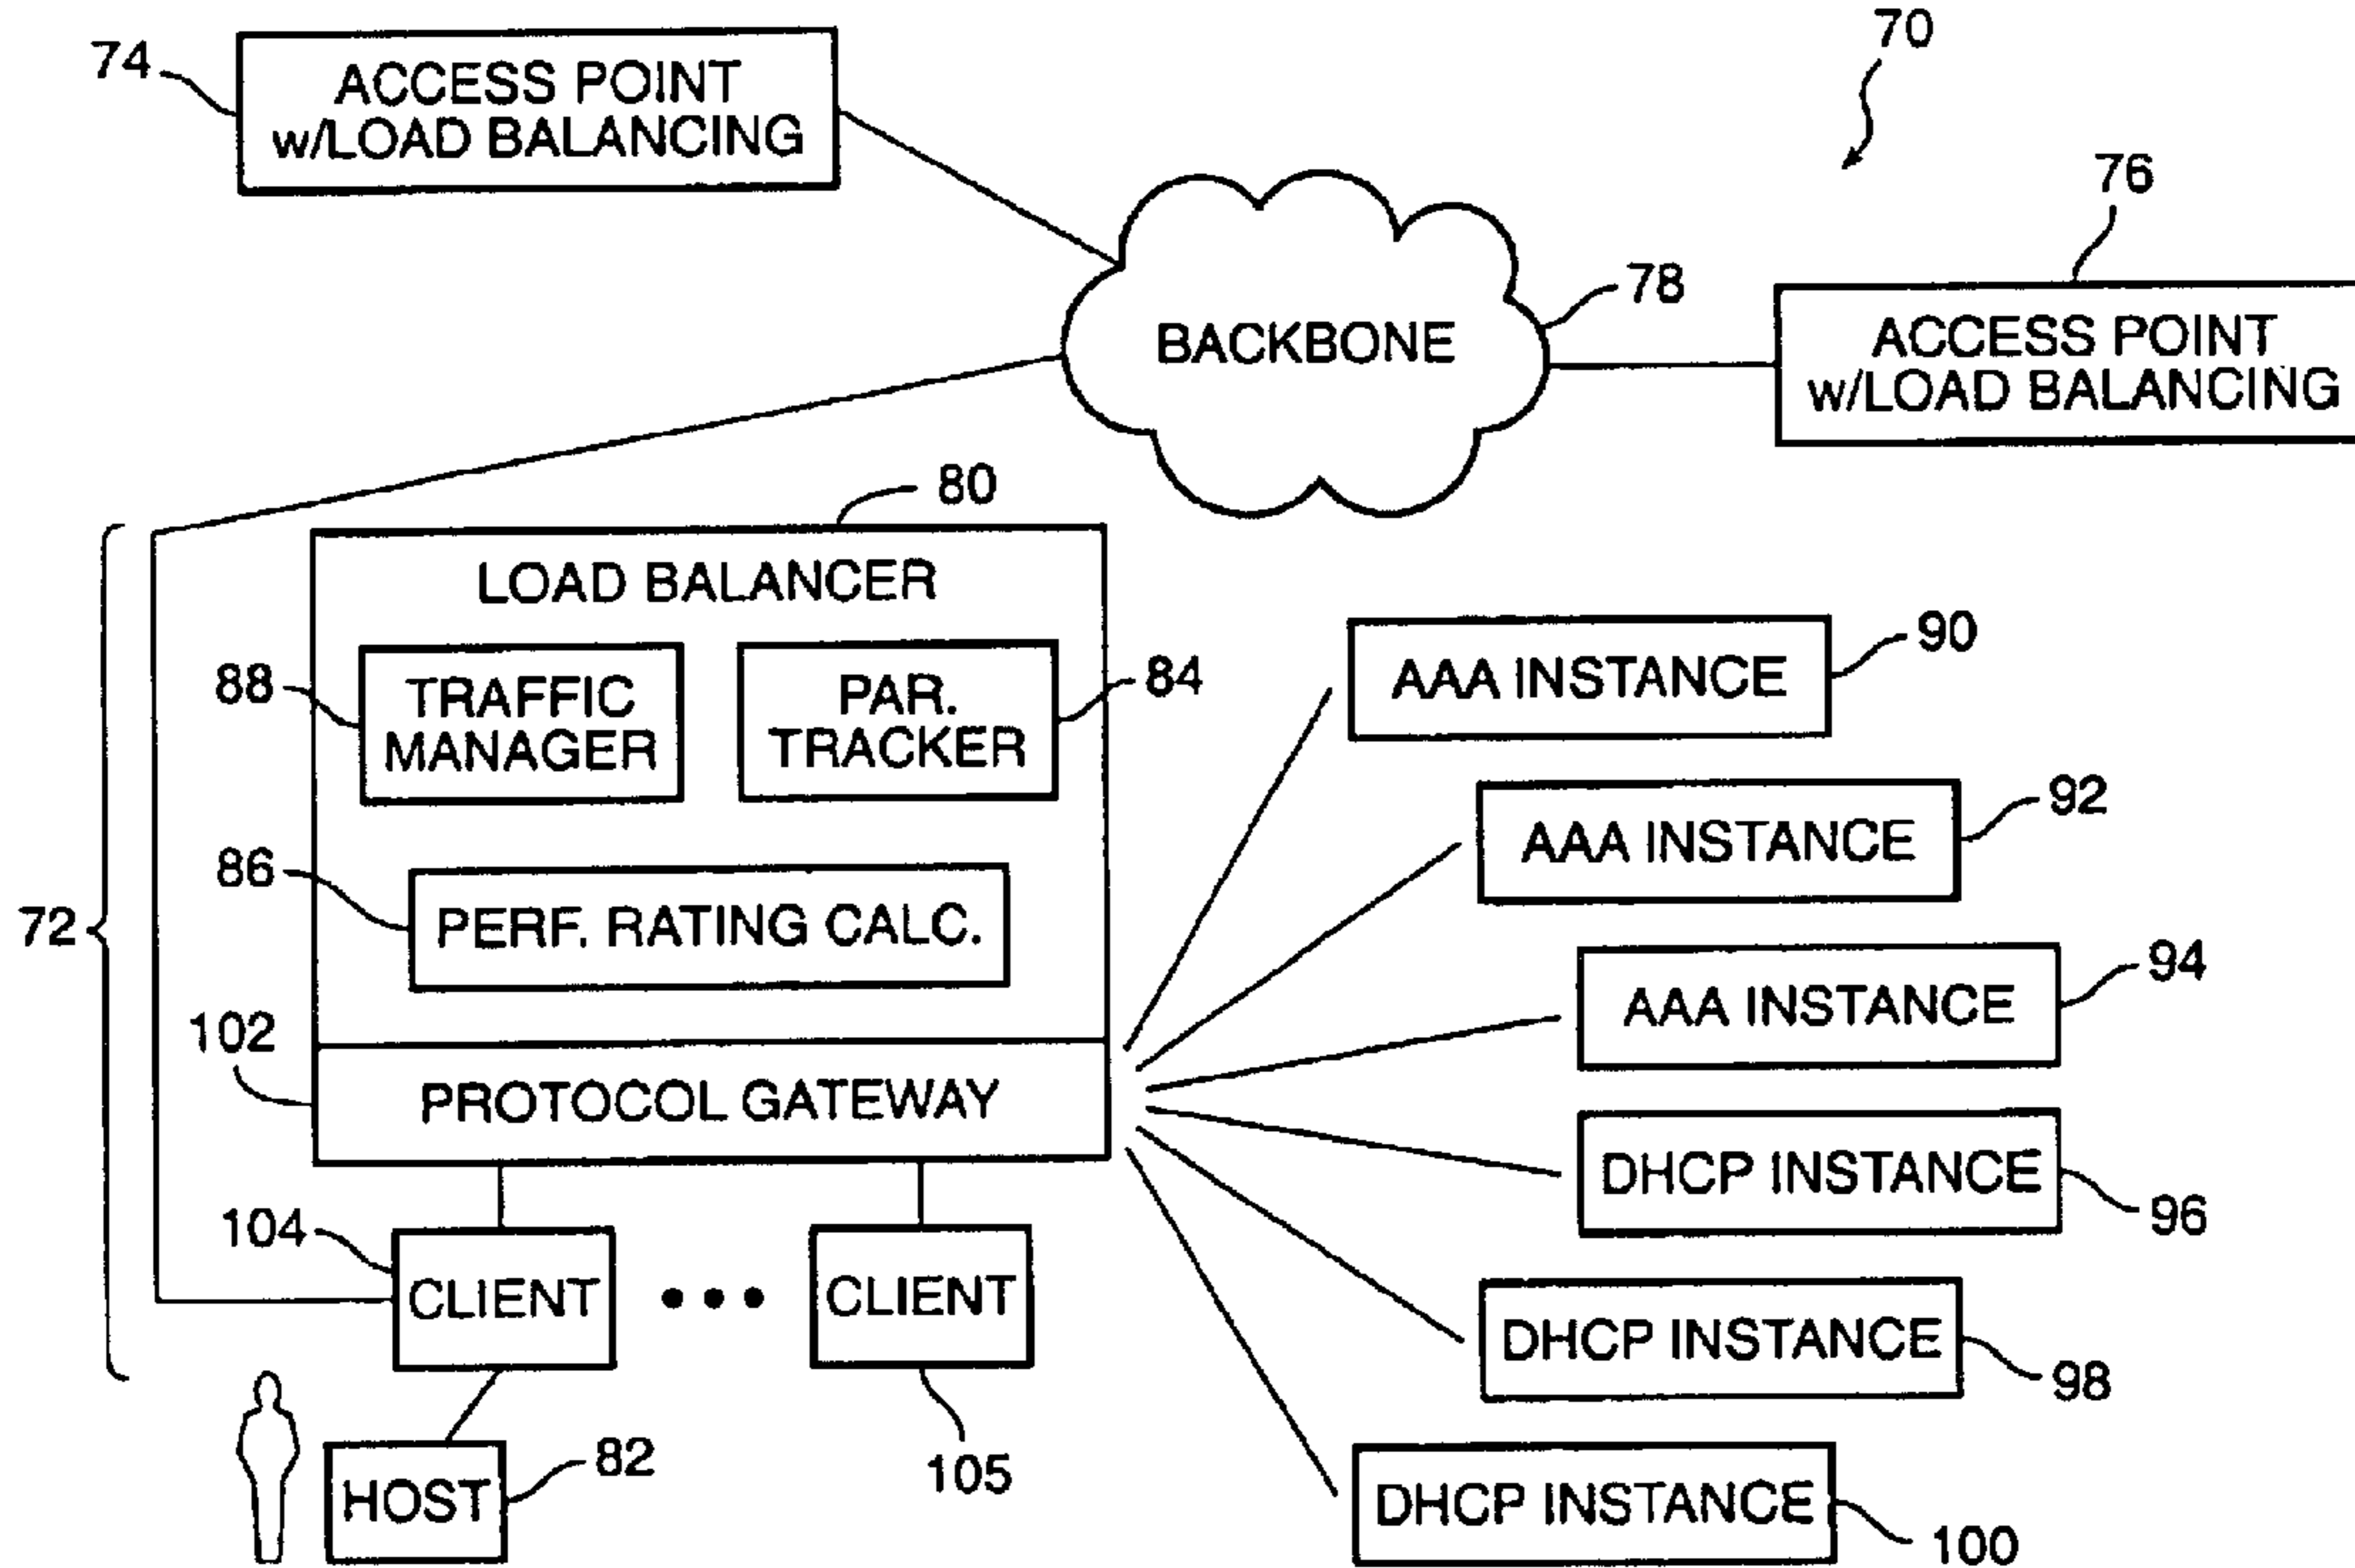 70
74
ACCESS POINT
w/LOAD BALANCING
76
78
BACKBONE
ACCESS POINT
w/LOAD BALANCING
80
LOAD BALANCER
88
TRAFFIC
MANAGER
PAR.
TRACKER
84
86
PERF. RATING CALC.
72
102
PROTOCOL GATEWAY
104
CLIENT
CLIENT
105
HOST
82
AAA INSTANCE
90
AAA INSTANCE
92
AAA INSTANCE
94
DHCP INSTANCE
96
DHCP INSTANCE
98
DHCP INSTANCE
100